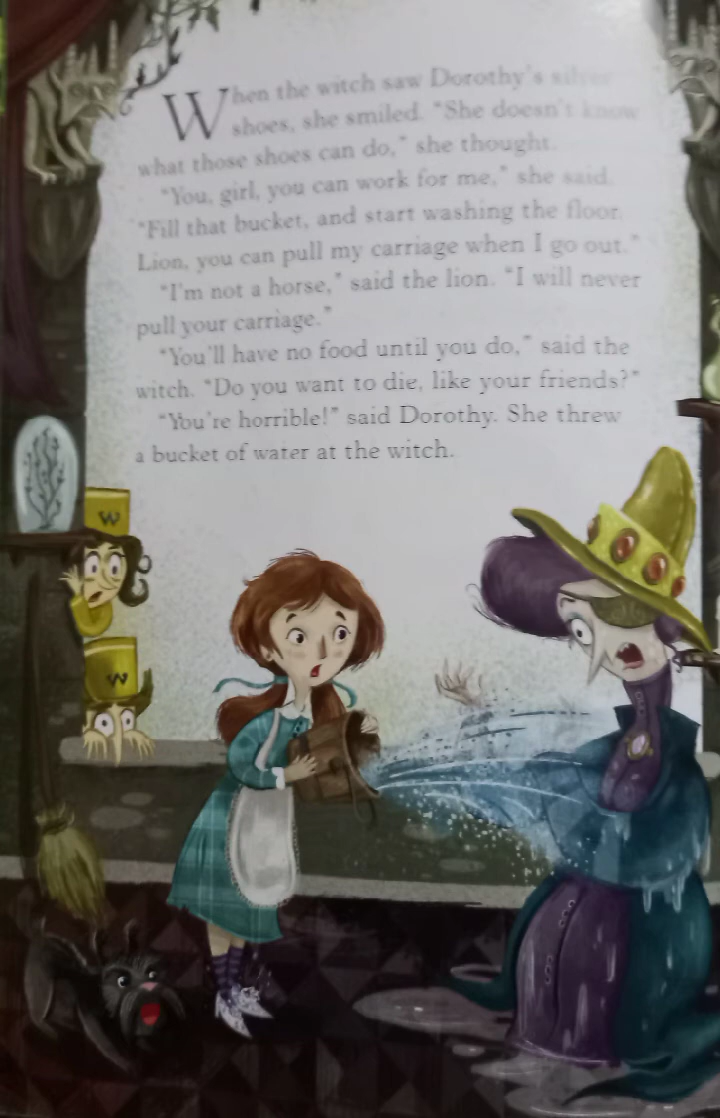 When the witch saw Dorothy's silver
shoes, she smiled. "She doesn't know
what those shoes can do," she thought.
"You, girl, you can work for me," she said.
"Fill that bucket, and start washing the floor.
Lion, you can pull my carriage when I go out."
"I'm not a horse," said the lion. "I will never
pull your carriage."
"You'll have no food until you do," said the
witch. "Do you want to die, like your friends?"
"You're horrible!" said Dorothy. She threw
a bucket of water at the witch.
W
W